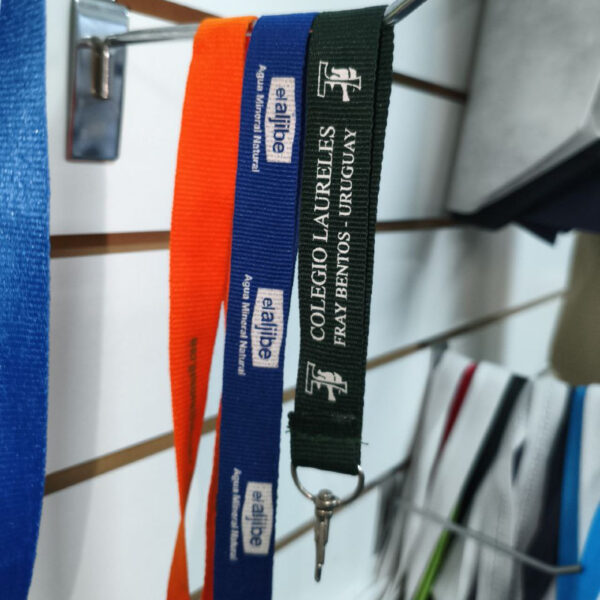 elaljibe
Agua Mineral Natural
elaljibe
Agua Mineral Natural
elaljibe
Agua Mineral Natural
COLEGIO LAURELES
FRAY BENTOS - URUGUAY